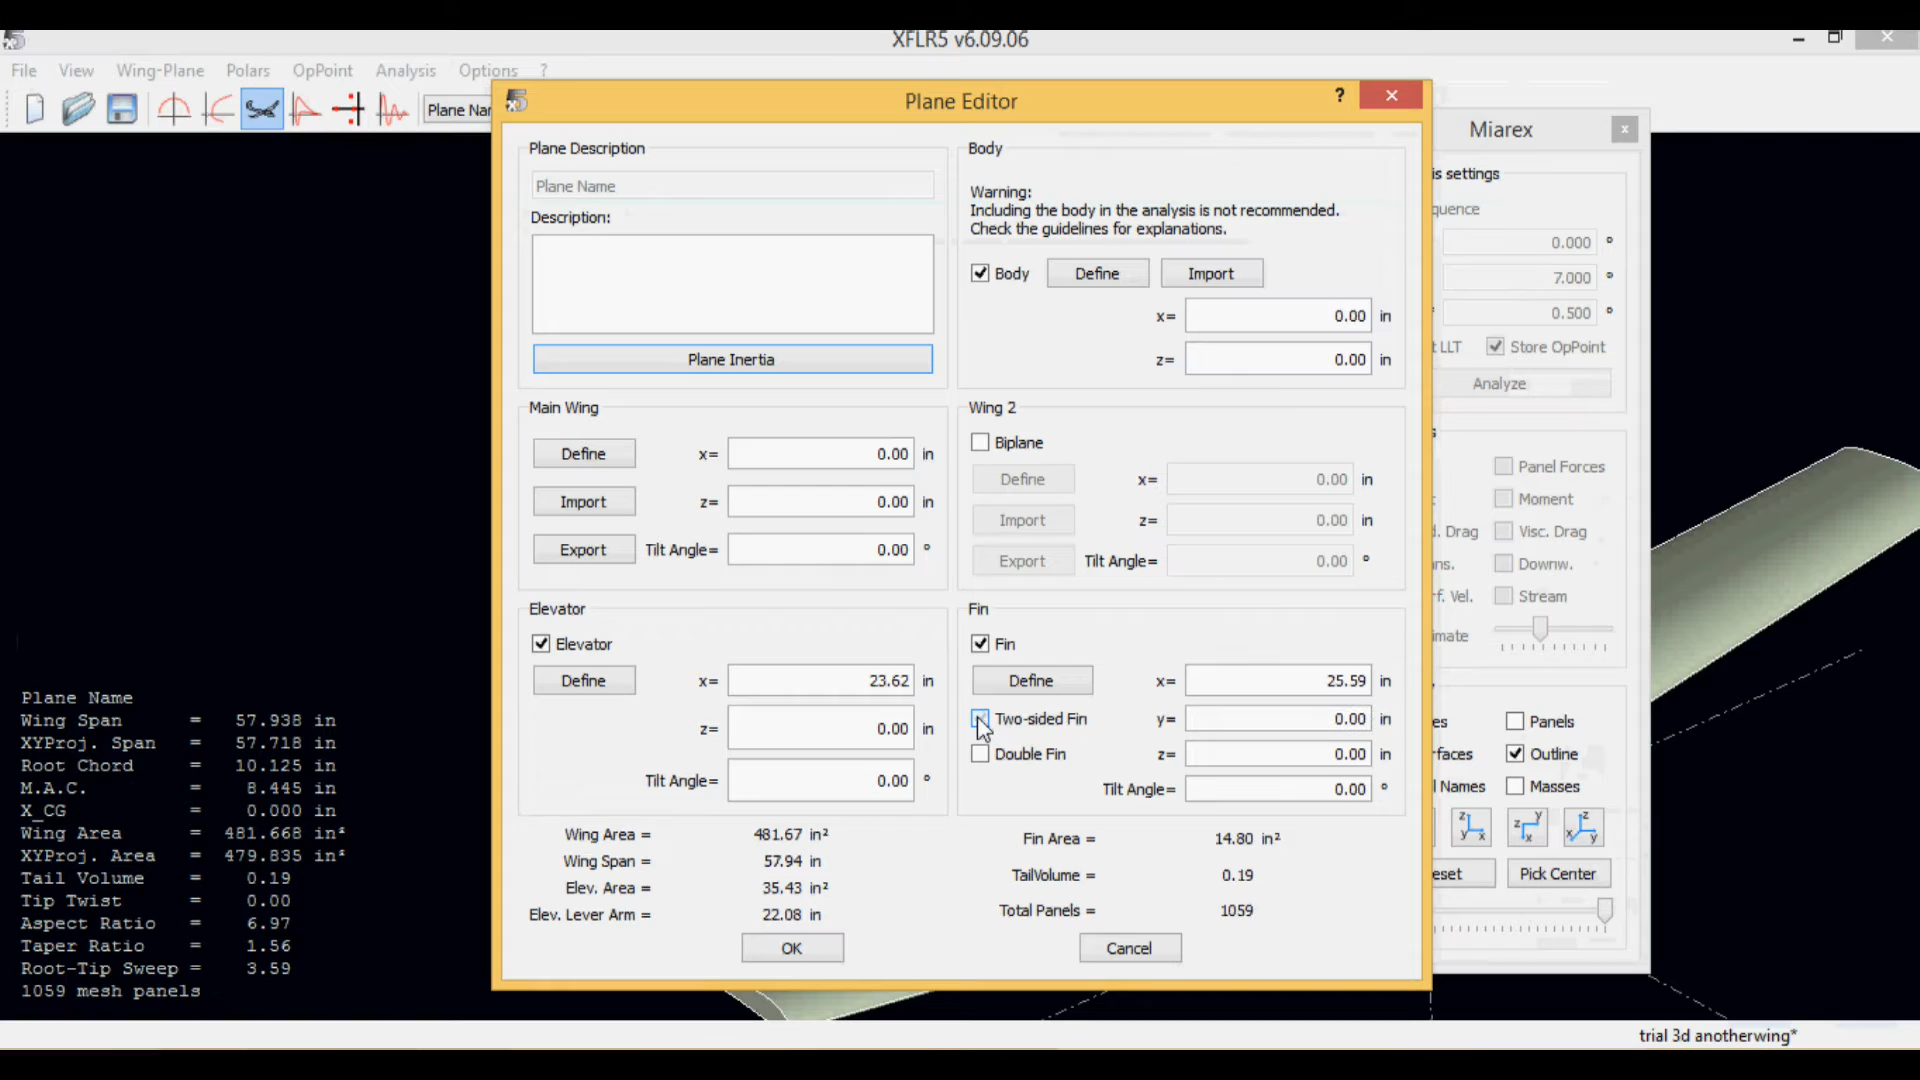 XFLR5 v6.09.06
File View Wing-Plane Polars OpPoint Analysis Options ?
Plane Nar
Plane Editor
?
Plane Description
Plane Name
Description:
Plane Inertia
Body
Warning:
Including the body in the analysis is not recommended.
Check the guidelines for explanations.
Body Define Import
x= 0.00 in
z= 0.00 in
Main Wing
Define x= 0.00 in
Import z= 0.00 in
Export Tilt Angle= 0.00 °
Wing 2
Biplane
Define x= 0.00 in
Import z= 0.00 in
Export Tilt Angle= 0.00 °
Elevator
Elevator
Define x= 23.62 in
z= 0.00 in
Tilt Angle= 0.00 °
Fin
Fin
Define x= 25.59 in
Two-sided Fin y= 0.00 in
Double Fin z= 0.00 in
Tilt Angle= 0.00 °
Wing Area = 481.67 in²
Wing Span = 57.94 in
Elev. Area = 35.43 in²
Elev. Lever Arm = 22.08 in
Fin Area = 14.80 in²
TailVolume = 0.19
Total Panels = 1059
OK Cancel
Miarex
x
is settings
quence
0.000 °
7.000 °
0.500 °
t LLT Store OpPoint
Analyze
Panel Forces
Moment
d. Drag Visc. Drag
ns. Downw.
rf. Vel. Stream
imate
es Panels
rfaces Outline
l Names Masses
z y x
z y x
z x y
eset Pick Center
Plane Name
Wing Span = 57.938 in
XYProj. Span = 57.718 in
Root Chord = 10.125 in
M.A.C. = 8.445 in
X_CG = 0.000 in
Wing Area = 481.668 in²
XYProj. Area = 479.835 in²
Tail Volume = 0.19
Tip Twist = 0.00
Aspect Ratio = 6.97
Taper Ratio = 1.56
Root-Tip Sweep = 3.59
1059 mesh panels
trial 3d anotherwing*